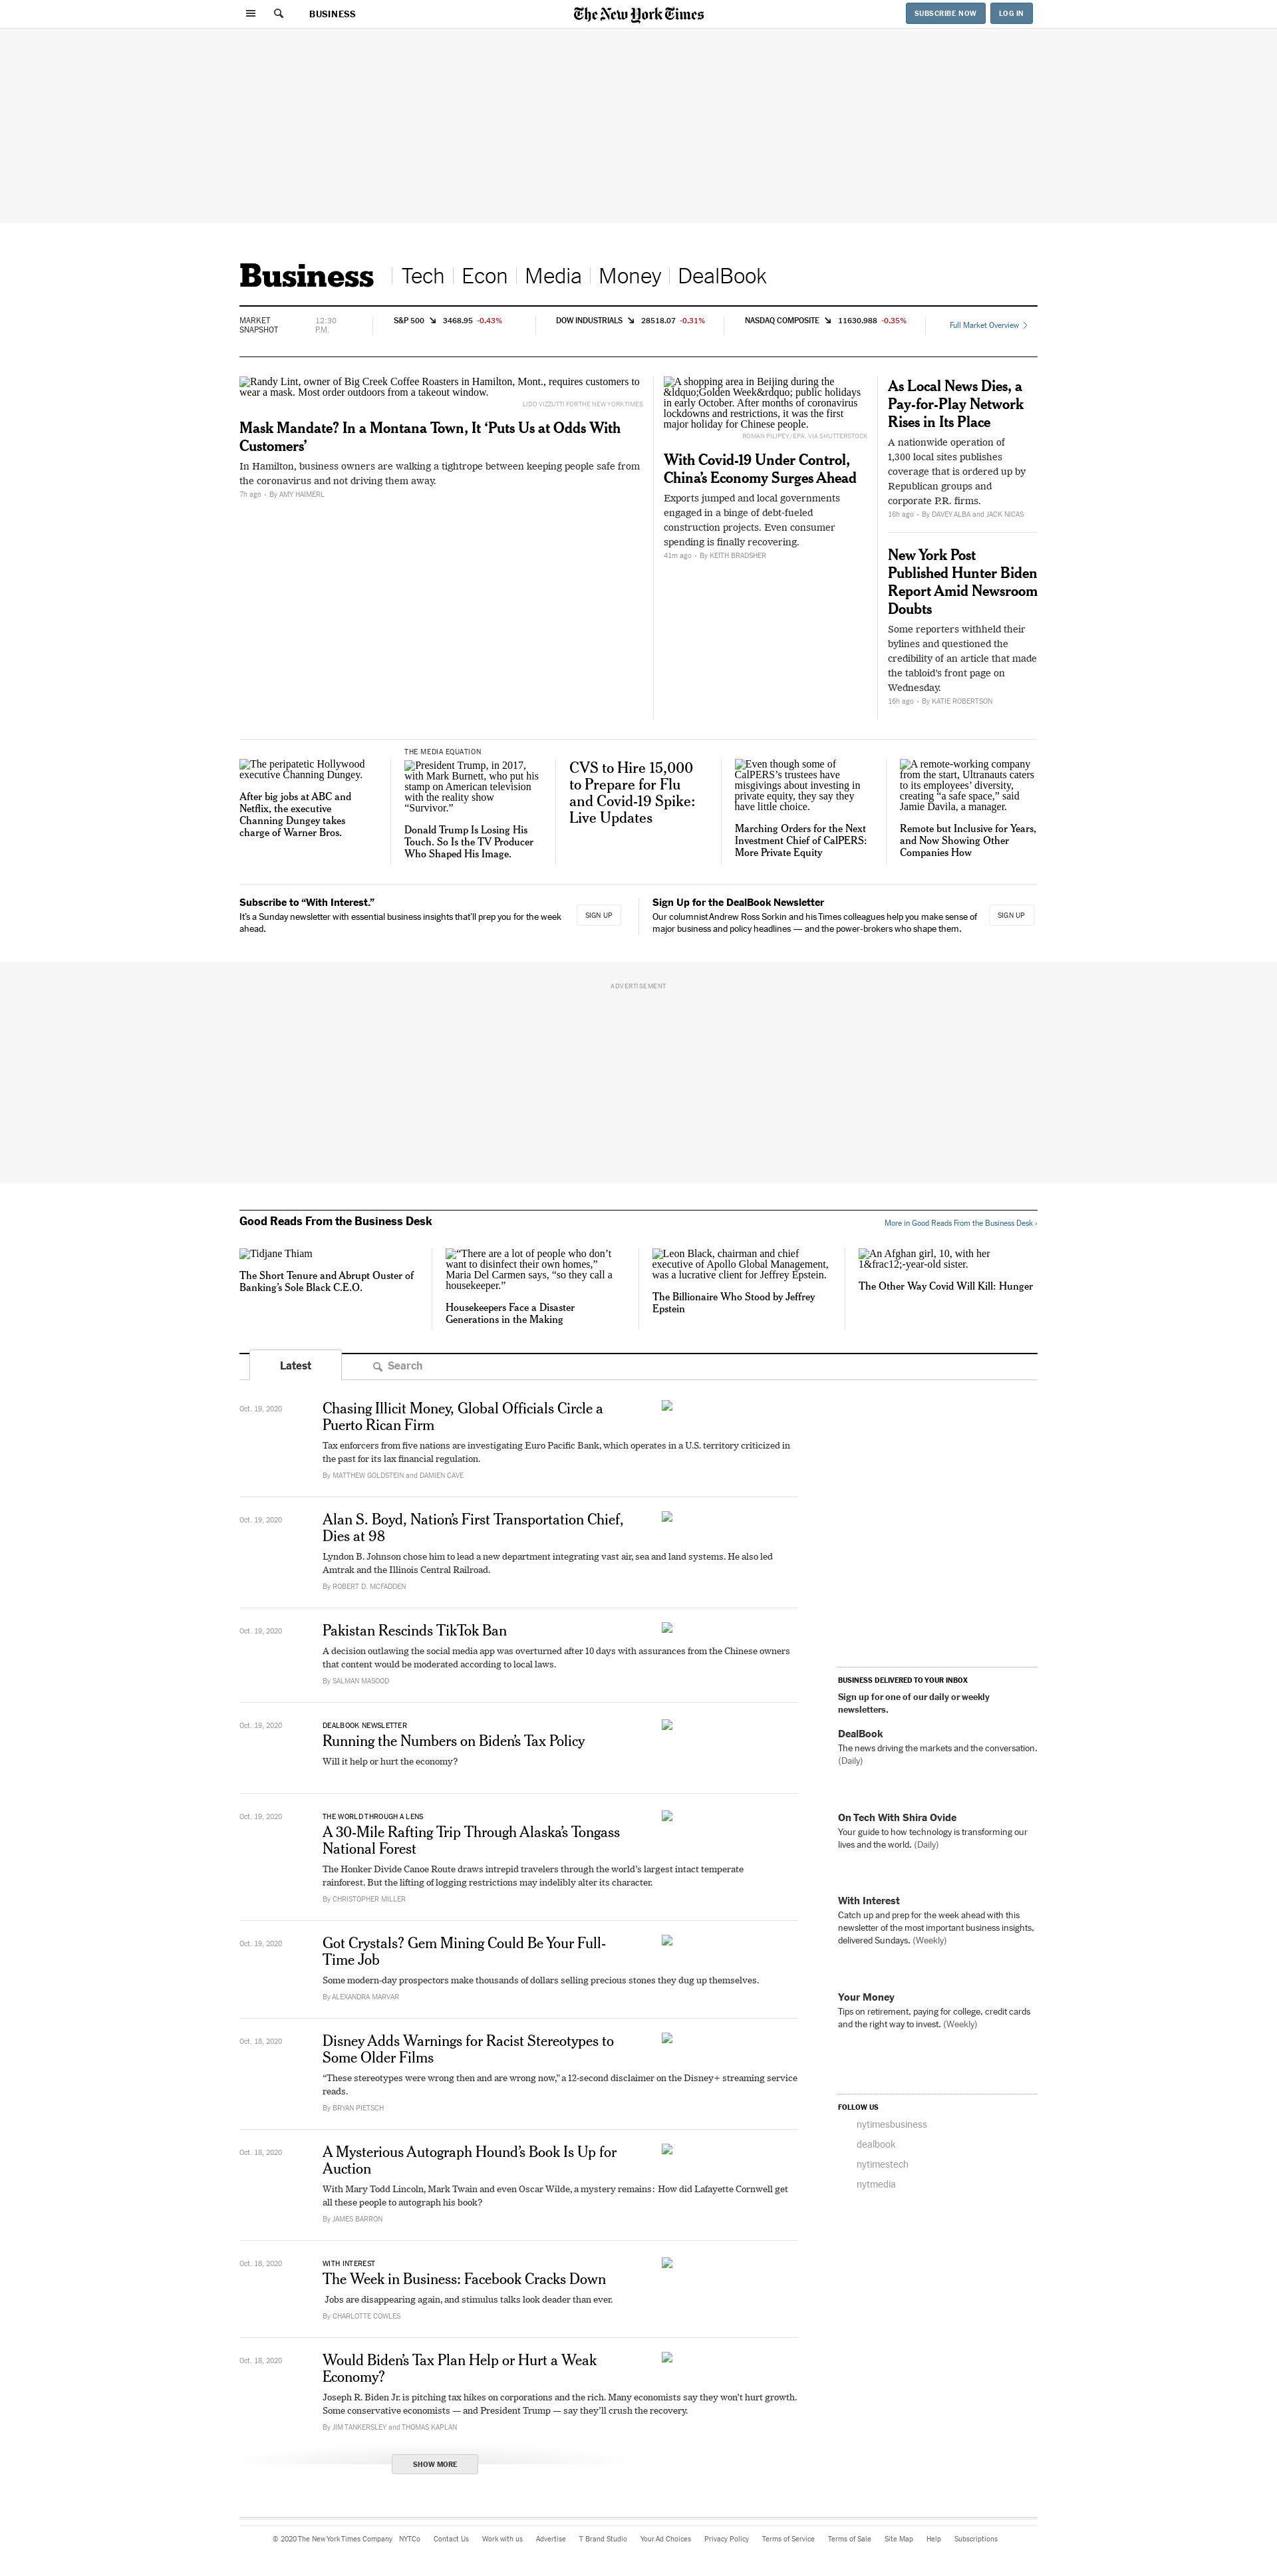 BUSINESS
The New York Times
SUBSCRIBE NOW
LOG IN
Business
Tech
Econ
Media
Money
DealBook
MARKET
SNAPSHOT
12:30
P.M.
S&P 500 3468.95 -0.43%
DOW INDUSTRIALS 28518.07 -0.31%
NASDAQ COMPOSITE 11630.988 -0.35%
Full Market Overview
Randy Lint, owner of Big Creek Coffee Roasters in Hamilton, Mont., requires customers to
wear a mask. Most order outdoors from a takeout window.
LIDO VIZZUTTI FOR THE NEW YORK TIMES
Mask Mandate? In a Montana Town, It ‘Puts Us at Odds With
Customers’
In Hamilton, business owners are walking a tightrope between keeping people safe from
the coronavirus and not driving them away.
7h ago • By AMY HAIMERL
A shopping area in Beijing during the
&ldquo;Golden Week&rdquo; public holidays
in early October. After months of coronavirus
lockdowns and restrictions, it was the first
major holiday for Chinese people.
ROMAN PILIPEY/EPA, VIA SHUTTERSTOCK
With Covid-19 Under Control,
China’s Economy Surges Ahead
Exports jumped and local governments
engaged in a binge of debt-fueled
construction projects. Even consumer
spending is finally recovering.
41m ago • By KEITH BRADSHER
As Local News Dies, a
Pay-for-Play Network
Rises in Its Place
A nationwide operation of
1,300 local sites publishes
coverage that is ordered up by
Republican groups and
corporate P.R. firms.
16h ago • By DAVEY ALBA and JACK NICAS
New York Post
Published Hunter Biden
Report Amid Newsroom
Doubts
Some reporters withheld their
bylines and questioned the
credibility of an article that made
the tabloid’s front page on
Wednesday.
16h ago • By KATIE ROBERTSON
The peripatetic Hollywood
executive Channing Dungey.
After big jobs at ABC and
Netflix, the executive
Channing Dungey takes
charge of Warner Bros.
THE MEDIA EQUATION
President Trump, in 2017,
with Mark Burnett, who put his
stamp on American television
with the reality show
“Survivor.”
Donald Trump Is Losing His
Touch. So Is the TV Producer
Who Shaped His Image.
CVS to Hire 15,000
to Prepare for Flu
and Covid-19 Spike:
Live Updates
Even though some of
CalPERS’s trustees have
misgivings about investing in
private equity, they say they
have little choice.
Marching Orders for the Next
Investment Chief of CalPERS:
More Private Equity
A remote-working company
from the start, Ultranauts caters
to its employees’ diversity,
creating “a safe space,” said
Jamie Davila, a manager.
Remote but Inclusive for Years,
and Now Showing Other
Companies How
Subscribe to “With Interest.”
It’s a Sunday newsletter with essential business insights that’ll prep you for the week
ahead.
SIGN UP
Sign Up for the DealBook Newsletter
Our columnist Andrew Ross Sorkin and his Times colleagues help you make sense of
major business and policy headlines — and the power-brokers who shape them.
SIGN UP
ADVERTISEMENT
Good Reads From the Business Desk
More in Good Reads From the Business Desk ›
Tidjane Thiam
The Short Tenure and Abrupt Ouster of
Banking’s Sole Black C.E.O.
“There are a lot of people who don’t
want to disinfect their own homes,”
Maria Del Carmen says, “so they call a
housekeeper.”
Housekeepers Face a Disaster
Generations in the Making
Leon Black, chairman and chief
executive of Apollo Global Management,
was a lucrative client for Jeffrey Epstein.
The Billionaire Who Stood by Jeffrey
Epstein
An Afghan girl, 10, with her
1&frac12;-year-old sister.
The Other Way Covid Will Kill: Hunger
Latest
Search
Oct. 19, 2020
Chasing Illicit Money, Global Officials Circle a
Puerto Rican Firm
Tax enforcers from five nations are investigating Euro Pacific Bank, which operates in a U.S. territory criticized in
the past for its lax financial regulation.
By MATTHEW GOLDSTEIN and DAMIEN CAVE
Oct. 19, 2020
Alan S. Boyd, Nation’s First Transportation Chief,
Dies at 98
Lyndon B. Johnson chose him to lead a new department integrating vast air, sea and land systems. He also led
Amtrak and the Illinois Central Railroad.
By ROBERT D. MCFADDEN
Oct. 19, 2020
Pakistan Rescinds TikTok Ban
A decision outlawing the social media app was overturned after 10 days with assurances from the Chinese owners
that content would be moderated according to local laws.
By SALMAN MASOOD
Oct. 19, 2020
DEALBOOK NEWSLETTER
Running the Numbers on Biden’s Tax Policy
Will it help or hurt the economy?
Oct. 19, 2020
THE WORLD THROUGH A LENS
A 30-Mile Rafting Trip Through Alaska’s Tongass
National Forest
The Honker Divide Canoe Route draws intrepid travelers through the world’s largest intact temperate
rainforest. But the lifting of logging restrictions may indelibly alter its character.
By CHRISTOPHER MILLER
Oct. 19, 2020
Got Crystals? Gem Mining Could Be Your Full-
Time Job
Some modern-day prospectors make thousands of dollars selling precious stones they dug up themselves.
By ALEXANDRA MARVAR
Oct. 18, 2020
Disney Adds Warnings for Racist Stereotypes to
Some Older Films
“These stereotypes were wrong then and are wrong now,” a 12-second disclaimer on the Disney+ streaming service
reads.
By BRYAN PIETSCH
Oct. 18, 2020
A Mysterious Autograph Hound’s Book Is Up for
Auction
With Mary Todd Lincoln, Mark Twain and even Oscar Wilde, a mystery remains: How did Lafayette Cornwell get
all these people to autograph his book?
By JAMES BARRON
Oct. 18, 2020
WITH INTEREST
The Week in Business: Facebook Cracks Down
Jobs are disappearing again, and stimulus talks look deader than ever.
By CHARLOTTE COWLES
Oct. 18, 2020
Would Biden’s Tax Plan Help or Hurt a Weak
Economy?
Joseph R. Biden Jr. is pitching tax hikes on corporations and the rich. Many economists say they won’t hurt growth.
Some conservative economists — and President Trump — say they’ll crush the recovery.
By JIM TANKERSLEY and THOMAS KAPLAN
SHOW MORE
BUSINESS DELIVERED TO YOUR INBOX
Sign up for one of our daily or weekly
newsletters.
DealBook
The news driving the markets and the conversation.
(Daily)
On Tech With Shira Ovide
Your guide to how technology is transforming our
lives and the world. (Daily)
With Interest
Catch up and prep for the week ahead with this
newsletter of the most important business insights,
delivered Sundays. (Weekly)
Your Money
Tips on retirement, paying for college, credit cards
and the right way to invest. (Weekly)
FOLLOW US
nytimesbusiness
dealbook
nytimestech
nytmedia
© 2020 The New York Times Company NYTCo Contact Us Work with us Advertise T Brand Studio Your Ad Choices Privacy Policy Terms of Service Terms of Sale Site Map Help Subscriptions